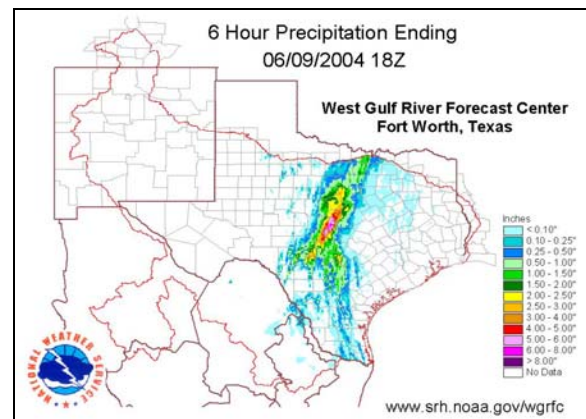 6 Hour Precipitation Ending
06/09/2004 18Z
West Gulf River Forecast Center
Fort Worth, Texas
Inches
< 0.10"
0.10 - 0.25"
0.25 - 0.50"
0.50 - 1.00"
1.00 - 1.50"
1.50 - 2.00"
2.00 - 2.50"
2.50 - 3.00"
3.00 - 4.00"
4.00 - 5.00"
5.00 - 6.00"
6.00 - 8.00"
> 8.00"
No Data
NATIONAL WEATHER SERVICE
www.srh.noaa.gov/wgrfc